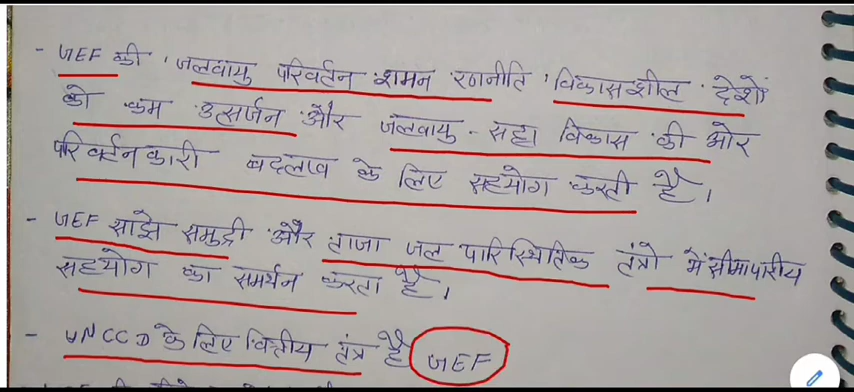 - GEF की जलवायु परिवर्तन शमन रणनीति विकासशील देशों
को कम उत्सर्जन और जलवायु - सह्य विकास की ओर
परिवर्तनकारी बदलाव के लिए सहयोग करती है।
- GEF साझे समुद्री और ताजा जल पारिस्थितिक तंत्रो में सीमापारीय
सहयोग का समर्थन करता है।
- UNCCD के लिए वित्तीय तंत्र है GEF